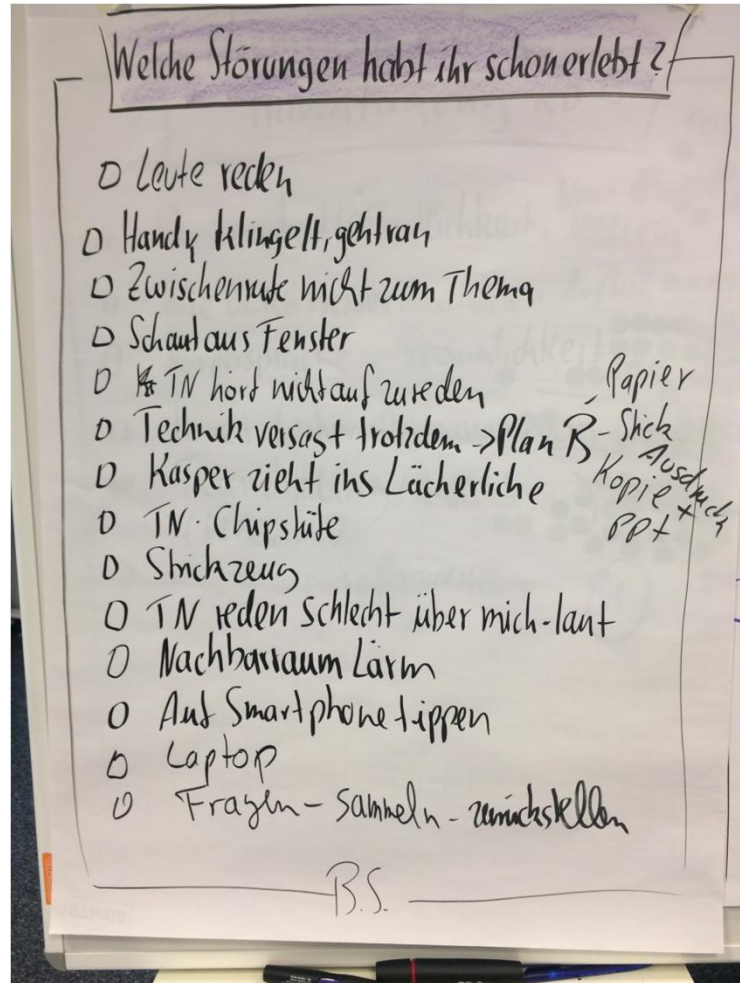 Welche Störungen habt ihr schon erlebt?
Leute reden
Handy klingelt, geht ran
Zwischenrufe nicht zum Thema
Schaut aus Fenster
TN hört nicht auf zu reden
Technik versagt trotzdem -> Plan B - Papier
- Stick
Ausdruck
Kopie +
PPt
Kasper zieht ins Lächerliche
TN - Chipstüte
Strickzeug
TN reden schlecht über mich - laut
Nachbarraum Lärm
Auf Smartphone tippen
Laptop
Fragen - Sammeln - zurückstellen
B.S.